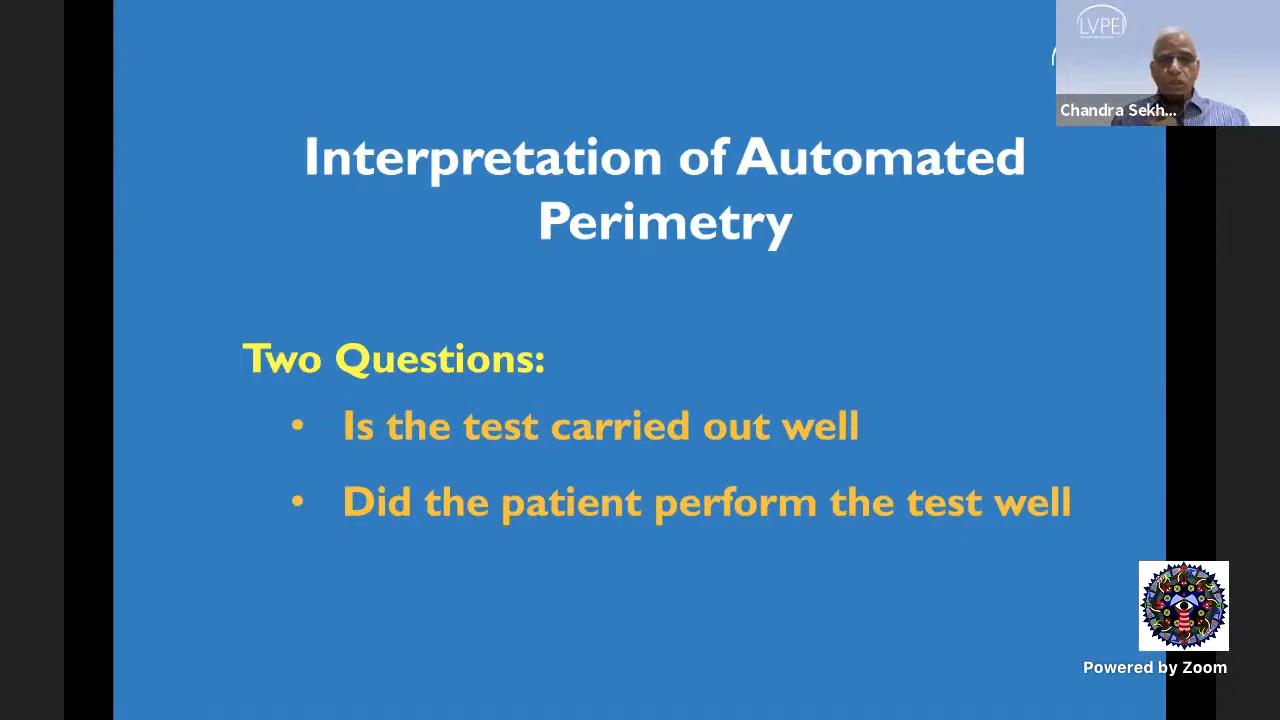 LVPEI
Chandra Sekh...
Interpretation of Automated
Perimetry
Two Questions:
• Is the test carried out well
• Did the patient perform the test well
Powered by Zoom